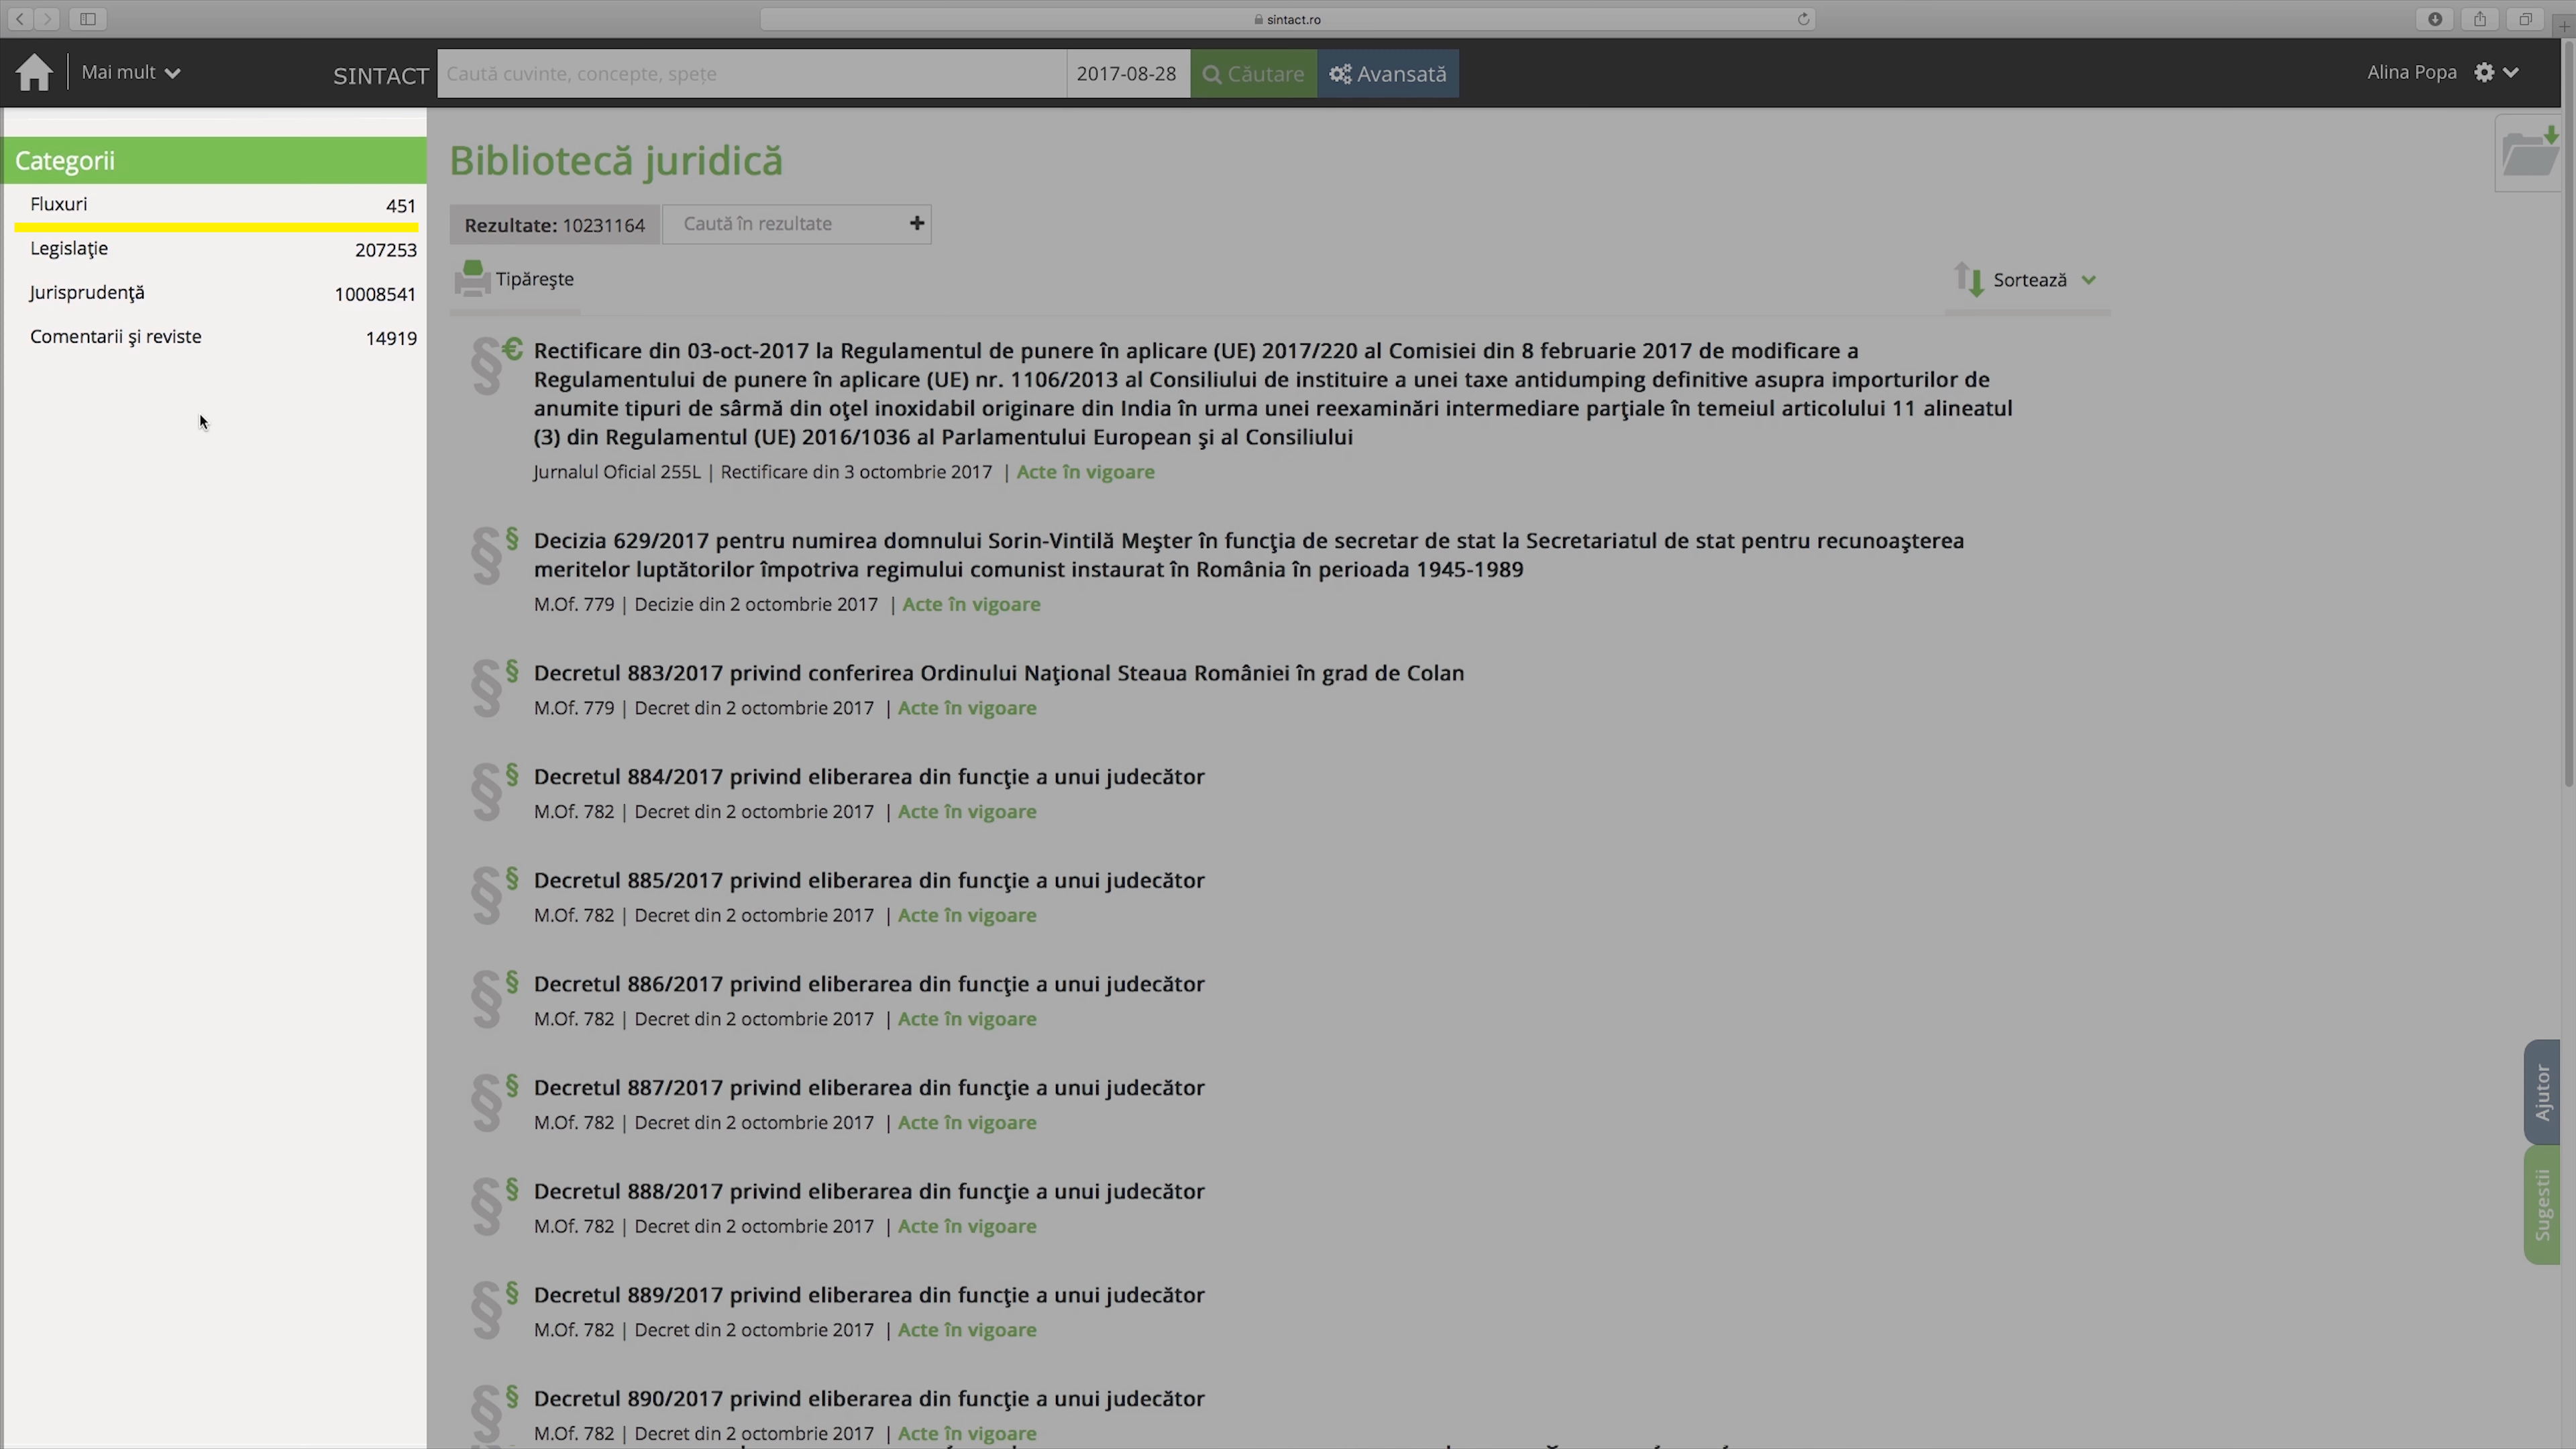 sintact.ro
Mai mult
SINTACT
Caută cuvinte, concepte, spețe
2017-08-28
Căutare
Avansată
Alina Popa
Categorii
Fluxuri 451
Legislaţie 207253
Jurisprudenţă 10008541
Comentarii şi reviste 14919
Bibliotecă juridică
Rezultate: 10231164
Caută în rezultate
Tipăreşte
Sortează
Rectificare din 03-oct-2017 la Regulamentul de punere în aplicare (UE) 2017/220 al Comisiei din 8 februarie 2017 de modificare a
Regulamentului de punere în aplicare (UE) nr. 1106/2013 al Consiliului de instituire a unei taxe antidumping definitive asupra importurilor de
anumite tipuri de sârmă din oţel inoxidabil originare din India în urma unei reexaminări intermediare parţiale în temeiul articolului 11 alineatul
(3) din Regulamentul (UE) 2016/1036 al Parlamentului European şi al Consiliului
Jurnalul Oficial 255L | Rectificare din 3 octombrie 2017 | Acte în vigoare
Decizia 629/2017 pentru numirea domnului Sorin-Vintilă Meşter în funcţia de secretar de stat la Secretariatul de stat pentru recunoaşterea
meritelor luptătorilor împotriva regimului comunist instaurat în România în perioada 1945-1989
M.Of. 779 | Decizie din 2 octombrie 2017 | Acte în vigoare
Decretul 883/2017 privind conferirea Ordinului Naţional Steaua României în grad de Colan
M.Of. 779 | Decret din 2 octombrie 2017 | Acte în vigoare
Decretul 884/2017 privind eliberarea din funcţie a unui judecător
M.Of. 782 | Decret din 2 octombrie 2017 | Acte în vigoare
Decretul 885/2017 privind eliberarea din funcţie a unui judecător
M.Of. 782 | Decret din 2 octombrie 2017 | Acte în vigoare
Decretul 886/2017 privind eliberarea din funcţie a unui judecător
M.Of. 782 | Decret din 2 octombrie 2017 | Acte în vigoare
Decretul 887/2017 privind eliberarea din funcţie a unui judecător
M.Of. 782 | Decret din 2 octombrie 2017 | Acte în vigoare
Decretul 888/2017 privind eliberarea din funcţie a unui judecător
M.Of. 782 | Decret din 2 octombrie 2017 | Acte în vigoare
Decretul 889/2017 privind eliberarea din funcţie a unui judecător
M.Of. 782 | Decret din 2 octombrie 2017 | Acte în vigoare
Decretul 890/2017 privind eliberarea din funcţie a unui judecător
M.Of. 782 | Decret din 2 octombrie 2017 | Acte în vigoare
Ajutor
Sugestii